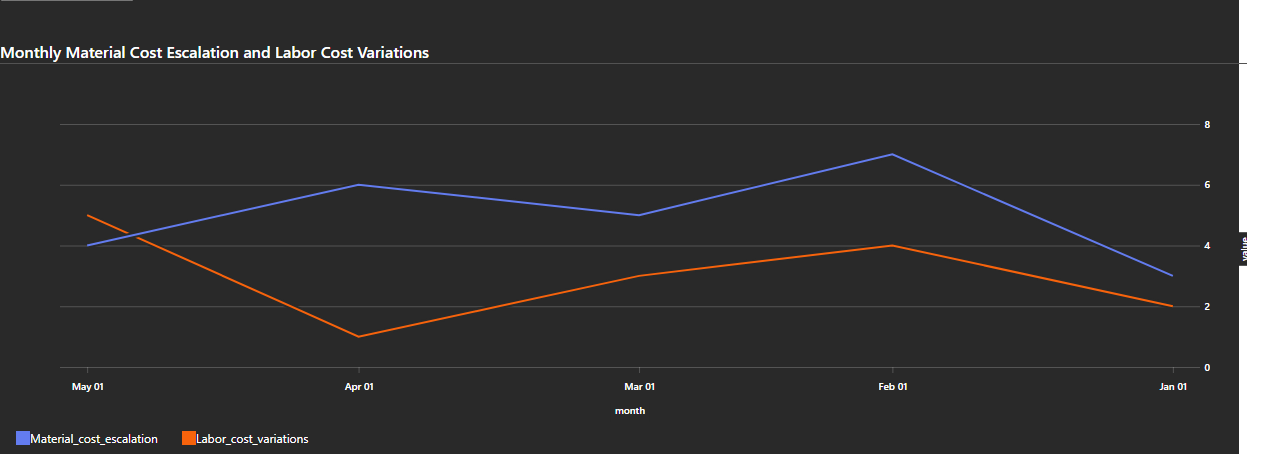 Monthly Material Cost Escalation and Labor Cost Variations
8
6
4
value
2
0
May 01 Apr 01 Mar 01 Feb 01 Jan 01
month
Material_cost_escalation Labor_cost_variations